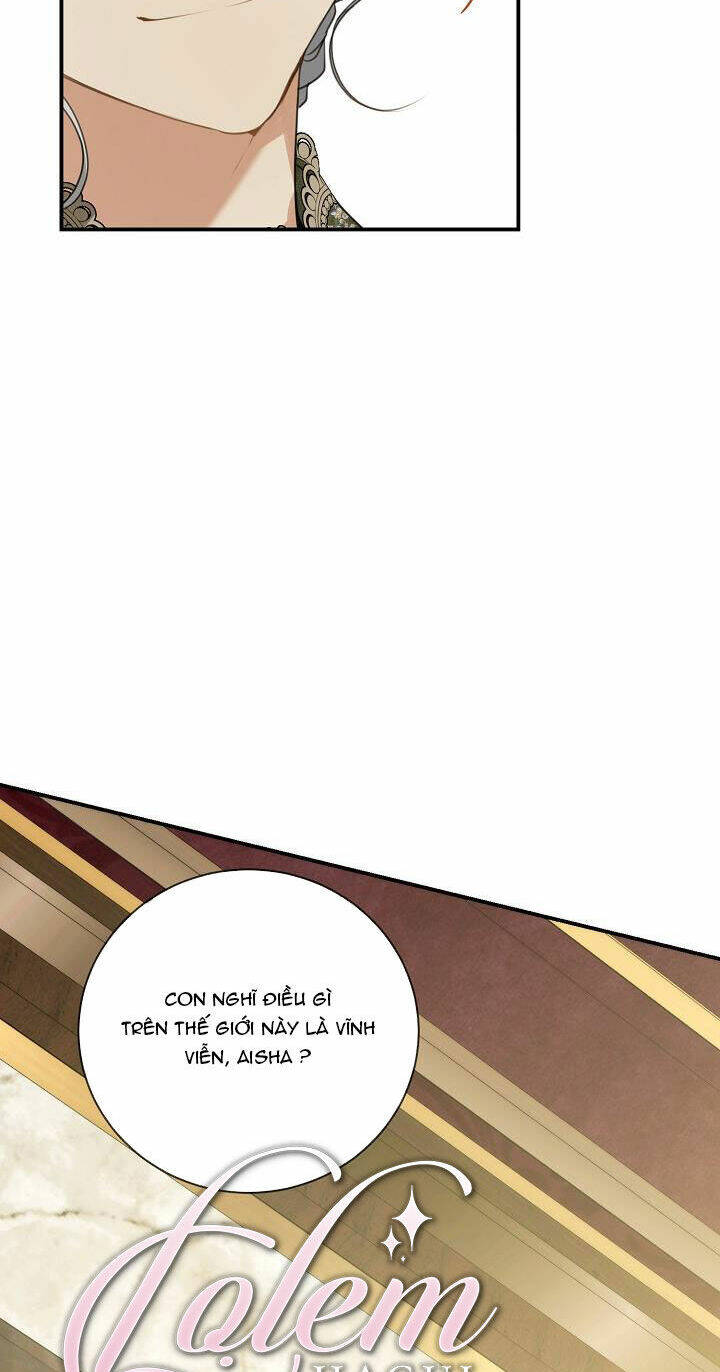 CON NGHĨ ĐIỀU GÌ
TRÊN THẾ GIỚI NÀY LÀ VĨNH
VIỄN, AISHA ?